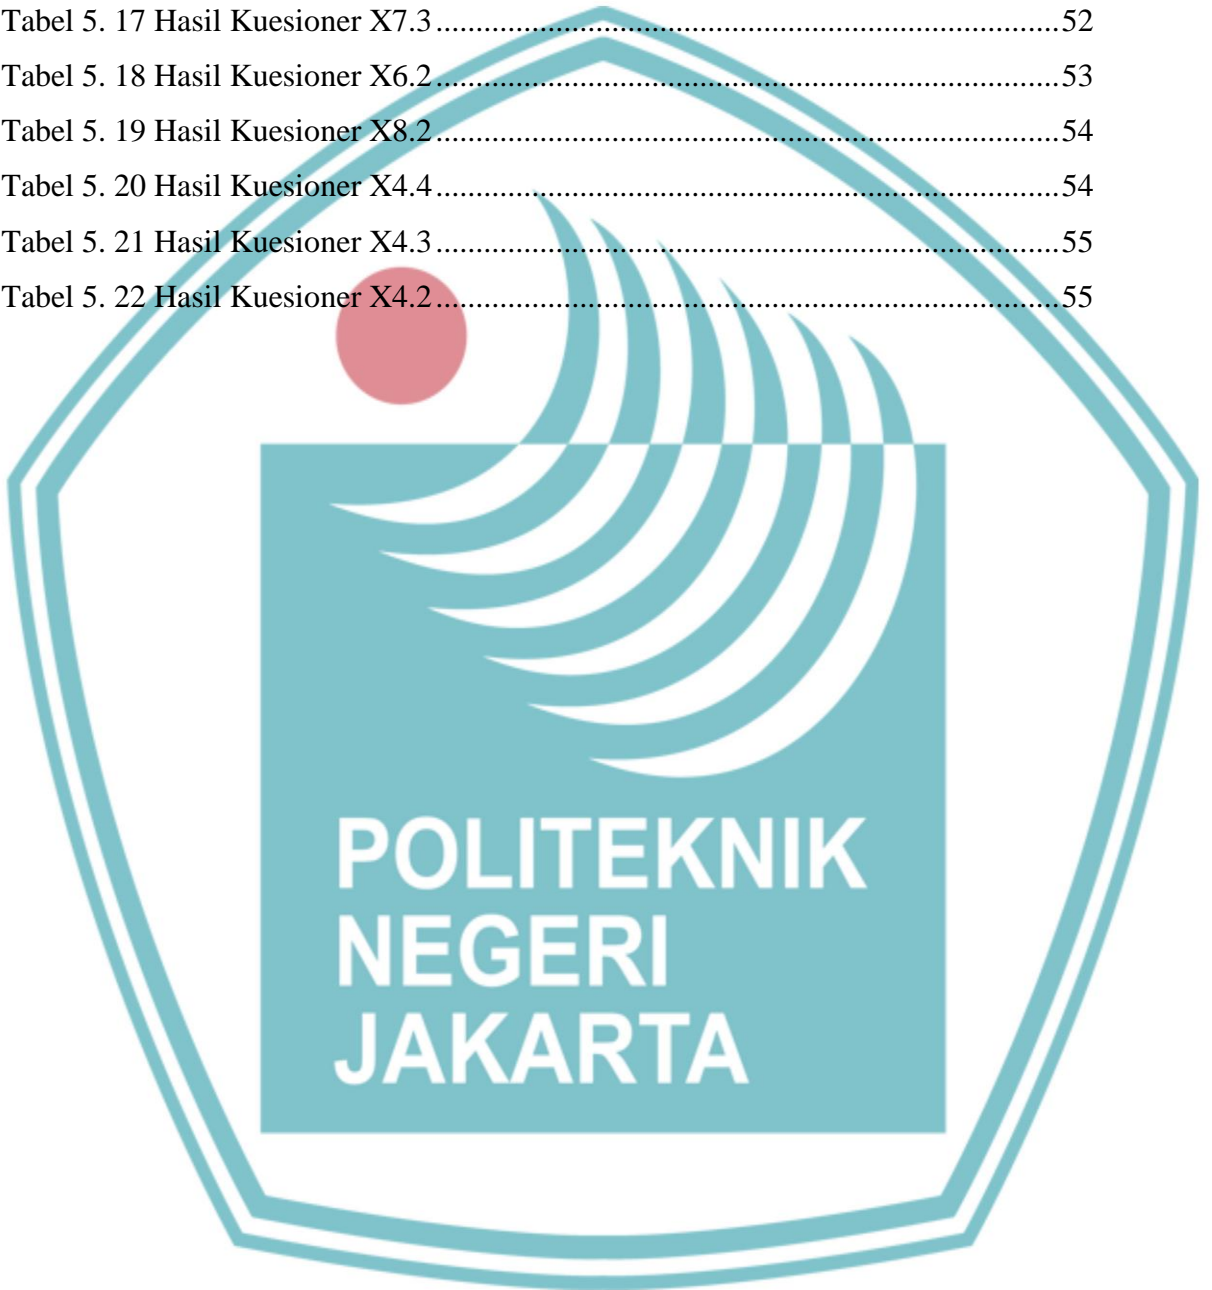 Tabel 5. 17 Hasil Kuesioner X7.3........................................................................52
Tabel 5. 18 Hasil Kuesioner X6.2........................................................................53
Tabel 5. 19 Hasil Kuesioner X8.2........................................................................54
Tabel 5. 20 Hasil Kuesioner X4.4........................................................................54
Tabel 5. 21 Hasil Kuesioner X4.3........................................................................55
Tabel 5. 22 Hasil Kuesioner X4.2........................................................................55
POLITEKNIK
NEGERI
JAKARTA